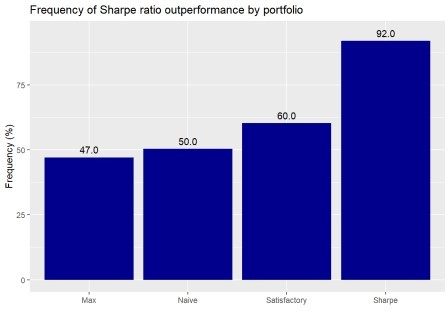 Frequency of Sharpe ratio outperformance by portfolio
92.0
75
60.0
50.0
47.0
50
Frequency (%)
25
0
Max Naive Satisfactory Sharpe